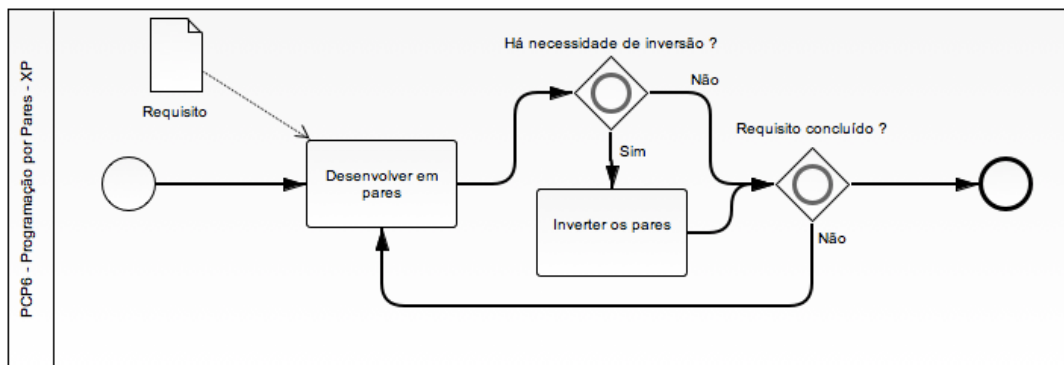 PCP6 - Programação por Pares - XP
Requisito
Desenvolver em
pares
Há necessidade de inversão ?
Não
Sim
Inverter os pares
Requisito concluído ?
Não